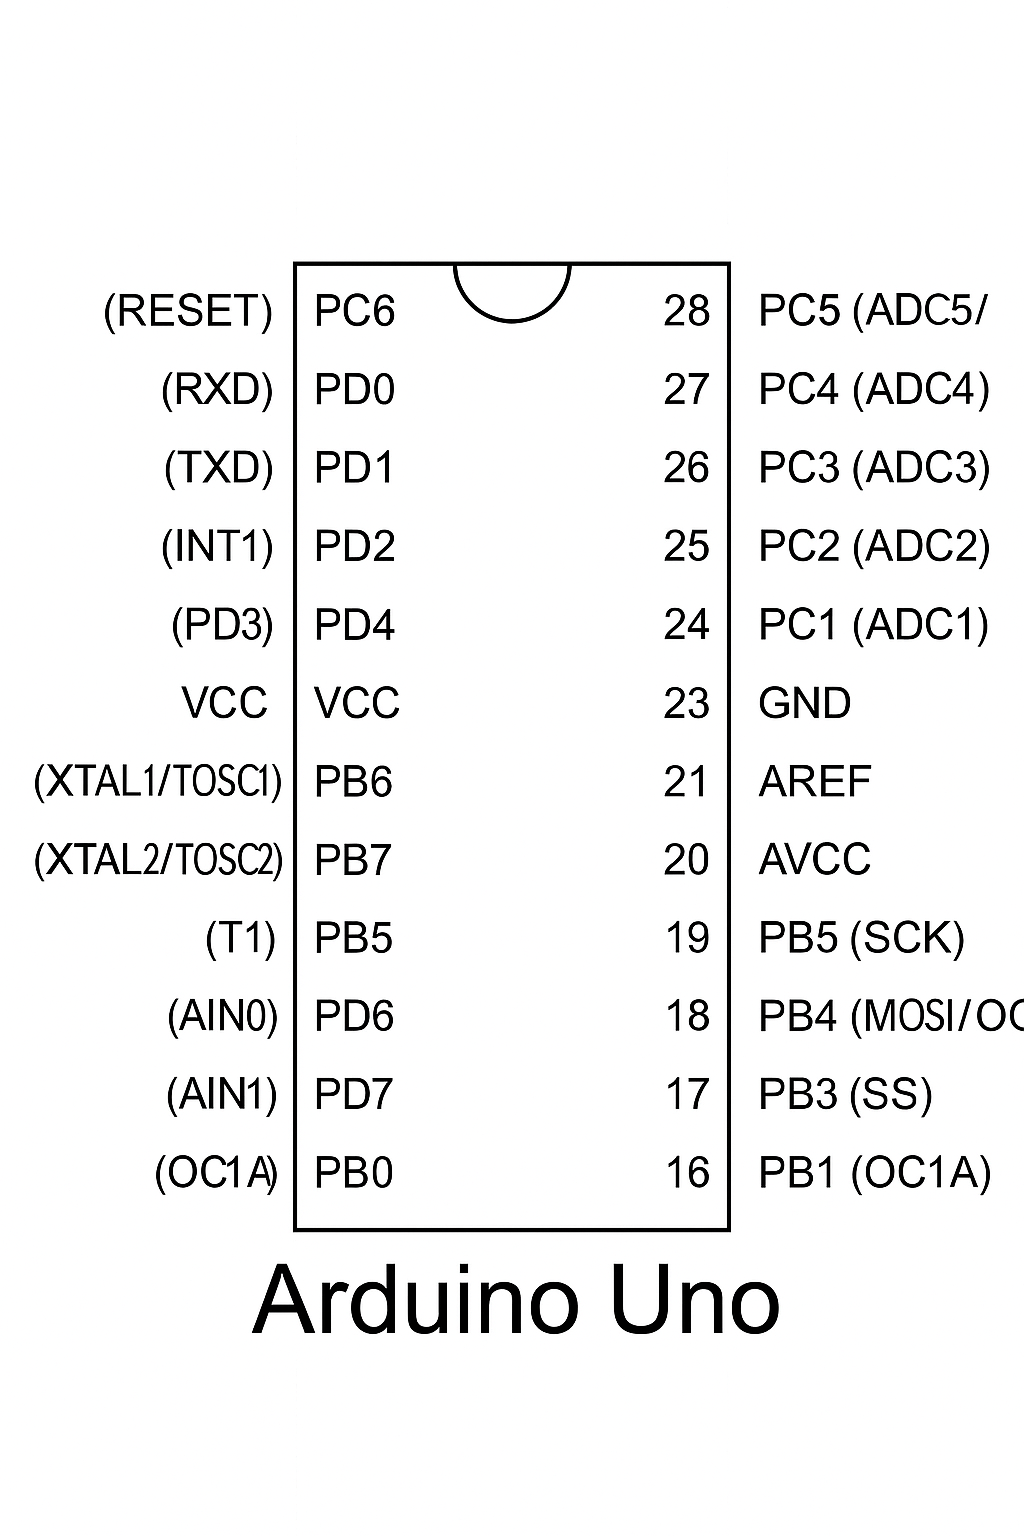 (RESET) PC6 28 PC5 (ADC5/
(RXD) PD0 27 PC4 (ADC4)
(TXD) PD1 26 PC3 (ADC3)
(INT1) PD2 25 PC2 (ADC2)
(PD3) PD4 24 PC1 (ADC1)
VCC VCC 23 GND
(XTAL1/TOSC1) PB6 21 AREF
(XTAL2/TOSC2) PB7 20 AVCC
(T1) PB5 19 PB5 (SCK)
(AIN0) PD6 18 PB4 (MOSI/OC
(AIN1) PD7 17 PB3 (SS)
(OC1A) PB0 16 PB1 (OC1A)
Arduino Uno